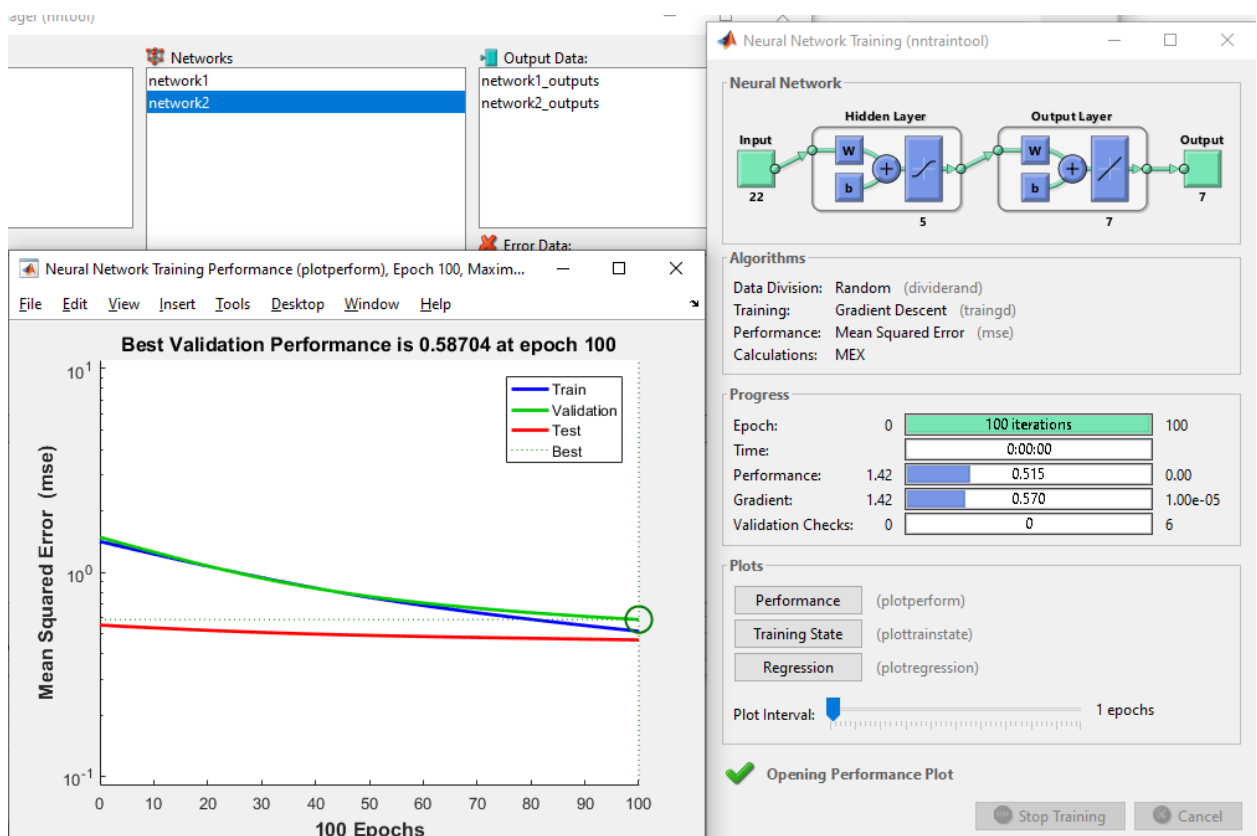 ager (nntool)
Networks
network1
network2
Output Data:
network1_outputs
network2_outputs
Error Data:
Neural Network Training Performance (plotperform), Epoch 100, Maxim...
File Edit View Insert Tools Desktop Window Help
Best Validation Performance is 0.58704 at epoch 100
Mean Squared Error (mse)
10^1
10^0
10^-1
Train
Validation
Test
Best
0 10 20 30 40 50 60 70 80 90 100
100 Epochs
Neural Network Training (nntraintool)
Neural Network
Hidden Layer Output Layer
Input Output
W W
b b
+ +
22 5 7 7
Algorithms
Data Division: Random (dividerand)
Training: Gradient Descent (traingd)
Performance: Mean Squared Error (mse)
Calculations: MEX
Progress
Epoch: 0 100 iterations 100
Time: 0:00:00
Performance: 1.42 0.515 0.00
Gradient: 1.42 0.570 1.00e-05
Validation Checks: 0 0 6
Plots
Performance (plotperform)
Training State (plottrainstate)
Regression (plotregression)
Plot Interval: 1 epochs
Opening Performance Plot
Stop Training Cancel